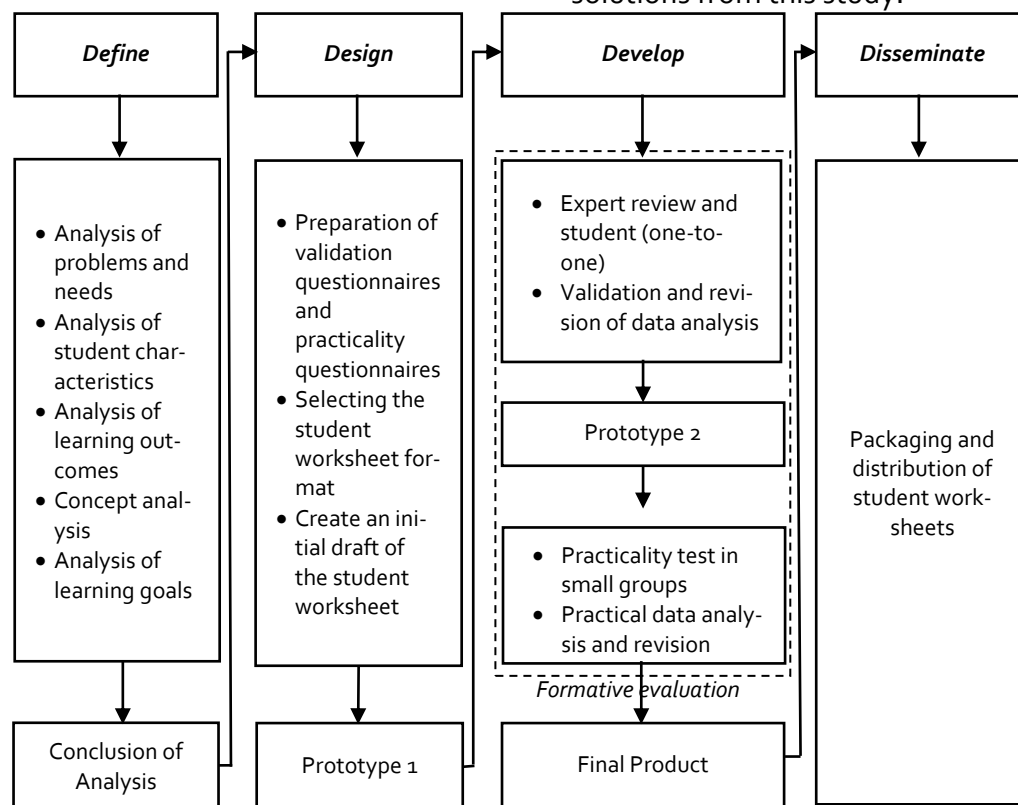 solutions from this study.
Define
Design
Develop
Disseminate
• Analysis of
problems and
needs
• Analysis of
student char-
acteristics
• Analysis of
learning out-
comes
• Concept anal-
ysis
• Analysis of
learning goals
• Preparation of
validation
questionnaires
and
practicality
questionnaires
• Selecting the
student
worksheet for-
mat
• Create an ini-
tial draft of
the student
worksheet
• Expert review and
student (one-to-
one)
• Validation and revi-
sion of data analysis
Prototype 2
• Practicality test in
small groups
• Practical data analy-
sis and revision
Formative evaluation
Packaging and
distribution of
student work-
sheets
Conclusion of
Analysis
Prototype 1
Final Product